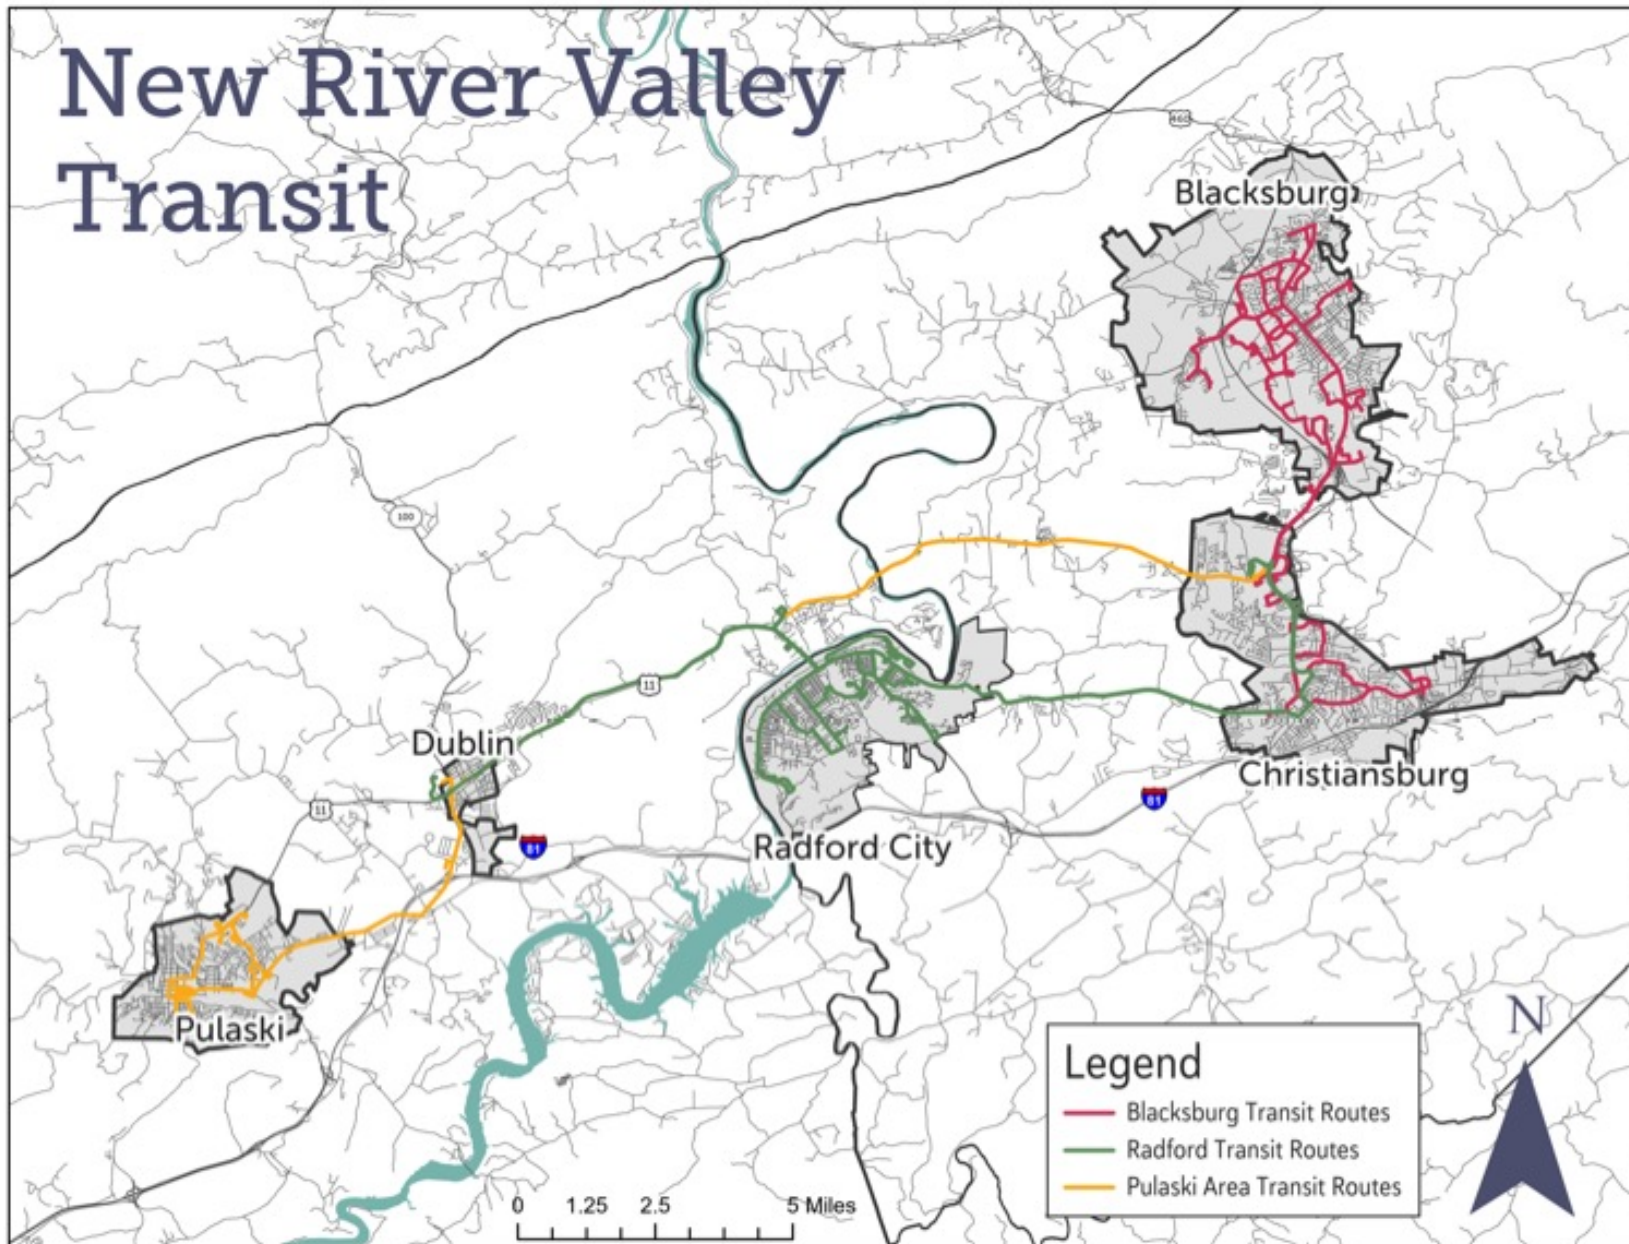 New River Valley
Transit
460
Blacksburg
100
11
Dublin
11
81
Christiansburg
81
Radford City
Pulaski
N
Legend
Blacksburg Transit Routes
Radford Transit Routes
Pulaski Area Transit Routes
0 1.25 2.5 5 Miles